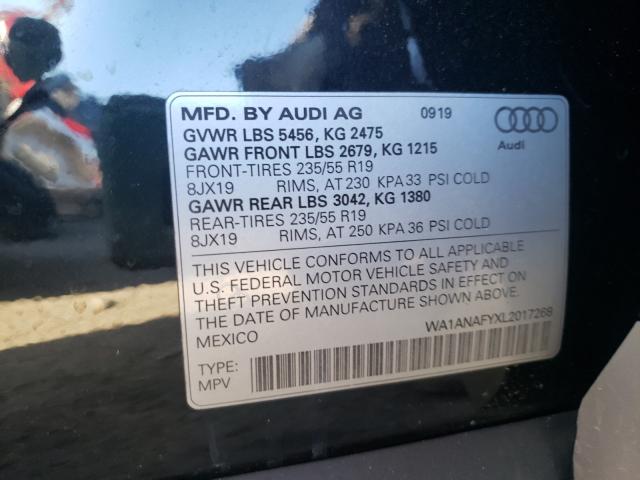 MFD. BY AUDI AG 0919
GVWR LBS 5456, KG 2475
GAWR FRONT LBS 2679, KG 1215
FRONT-TIRES 235/55 R19
8JX19 RIMS, AT 230 KPA 33 PSI COLD
GAWR REAR LBS 3042, KG 1380
REAR-TIRES 235/55 R19
8JX19 RIMS, AT 250 KPA 36 PSI COLD
Audi
THIS VEHICLE CONFORMS TO ALL APPLICABLE
U.S. FEDERAL MOTOR VEHICLE SAFETY AND
THEFT PREVENTION STANDARDS IN EFFECT ON
THE DATE OF MANUFACTURE SHOWN ABOVE.
MEXICO
WA1ANAFYXL2017268
TYPE:
MPV